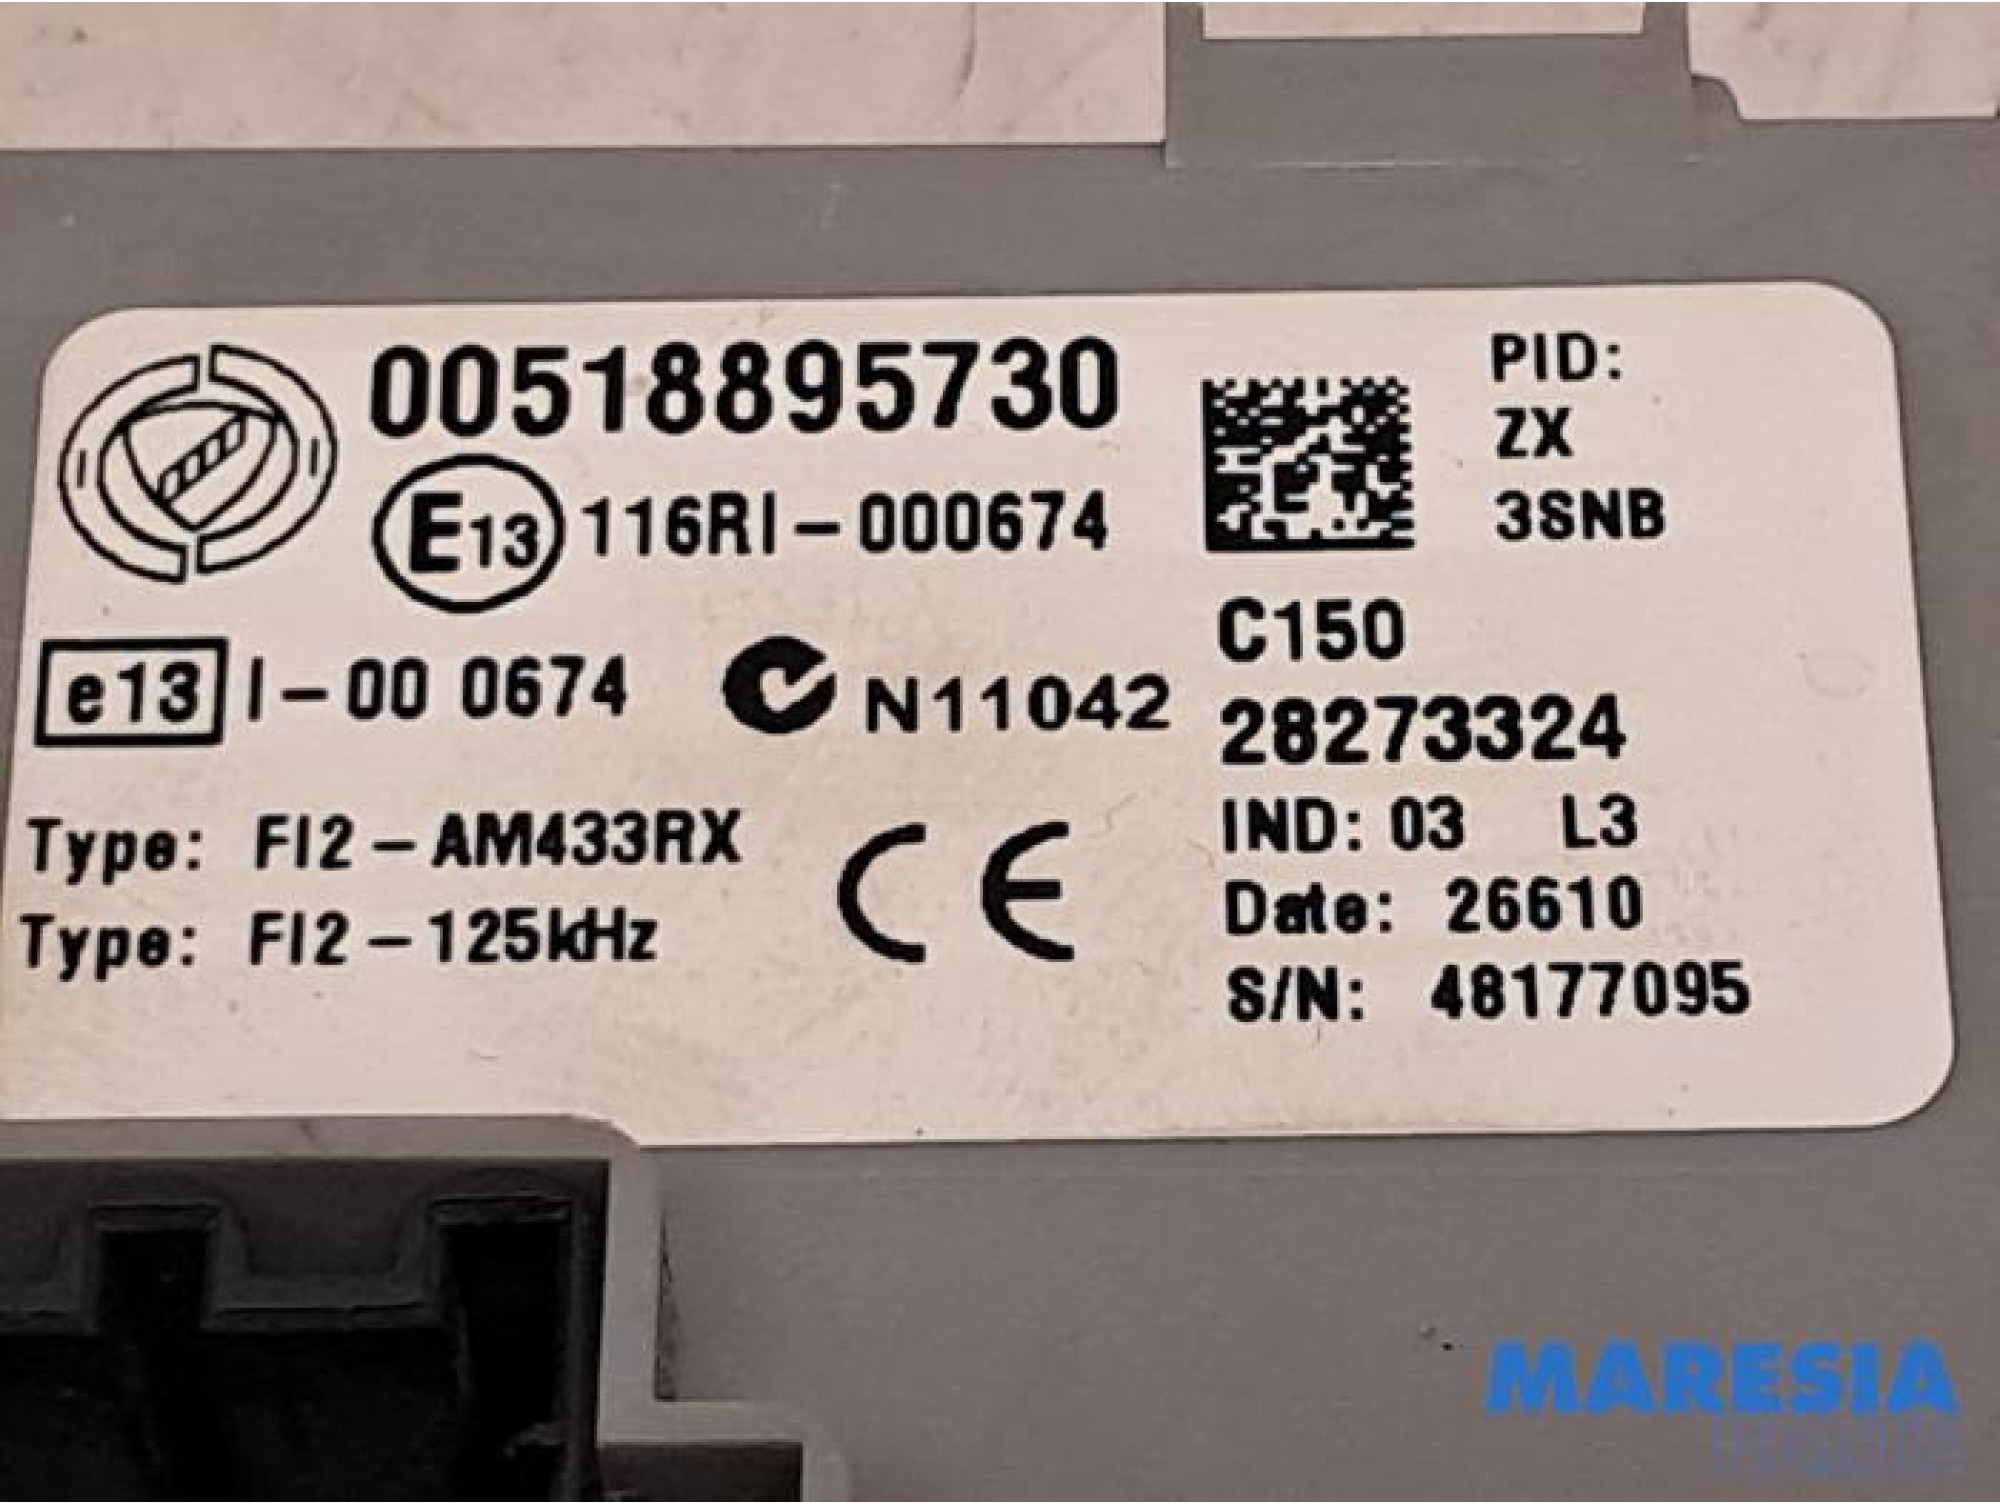 00518895730
E13 116RI-000674
e13 I-00 0674 N11042
Type: FI2-AM433RX
Type: FI2-125kHz
CE
PID:
ZX
3SNB
C150
28273324
IND: 03 L3
Date: 26610
S/N: 48177095
MARESIA